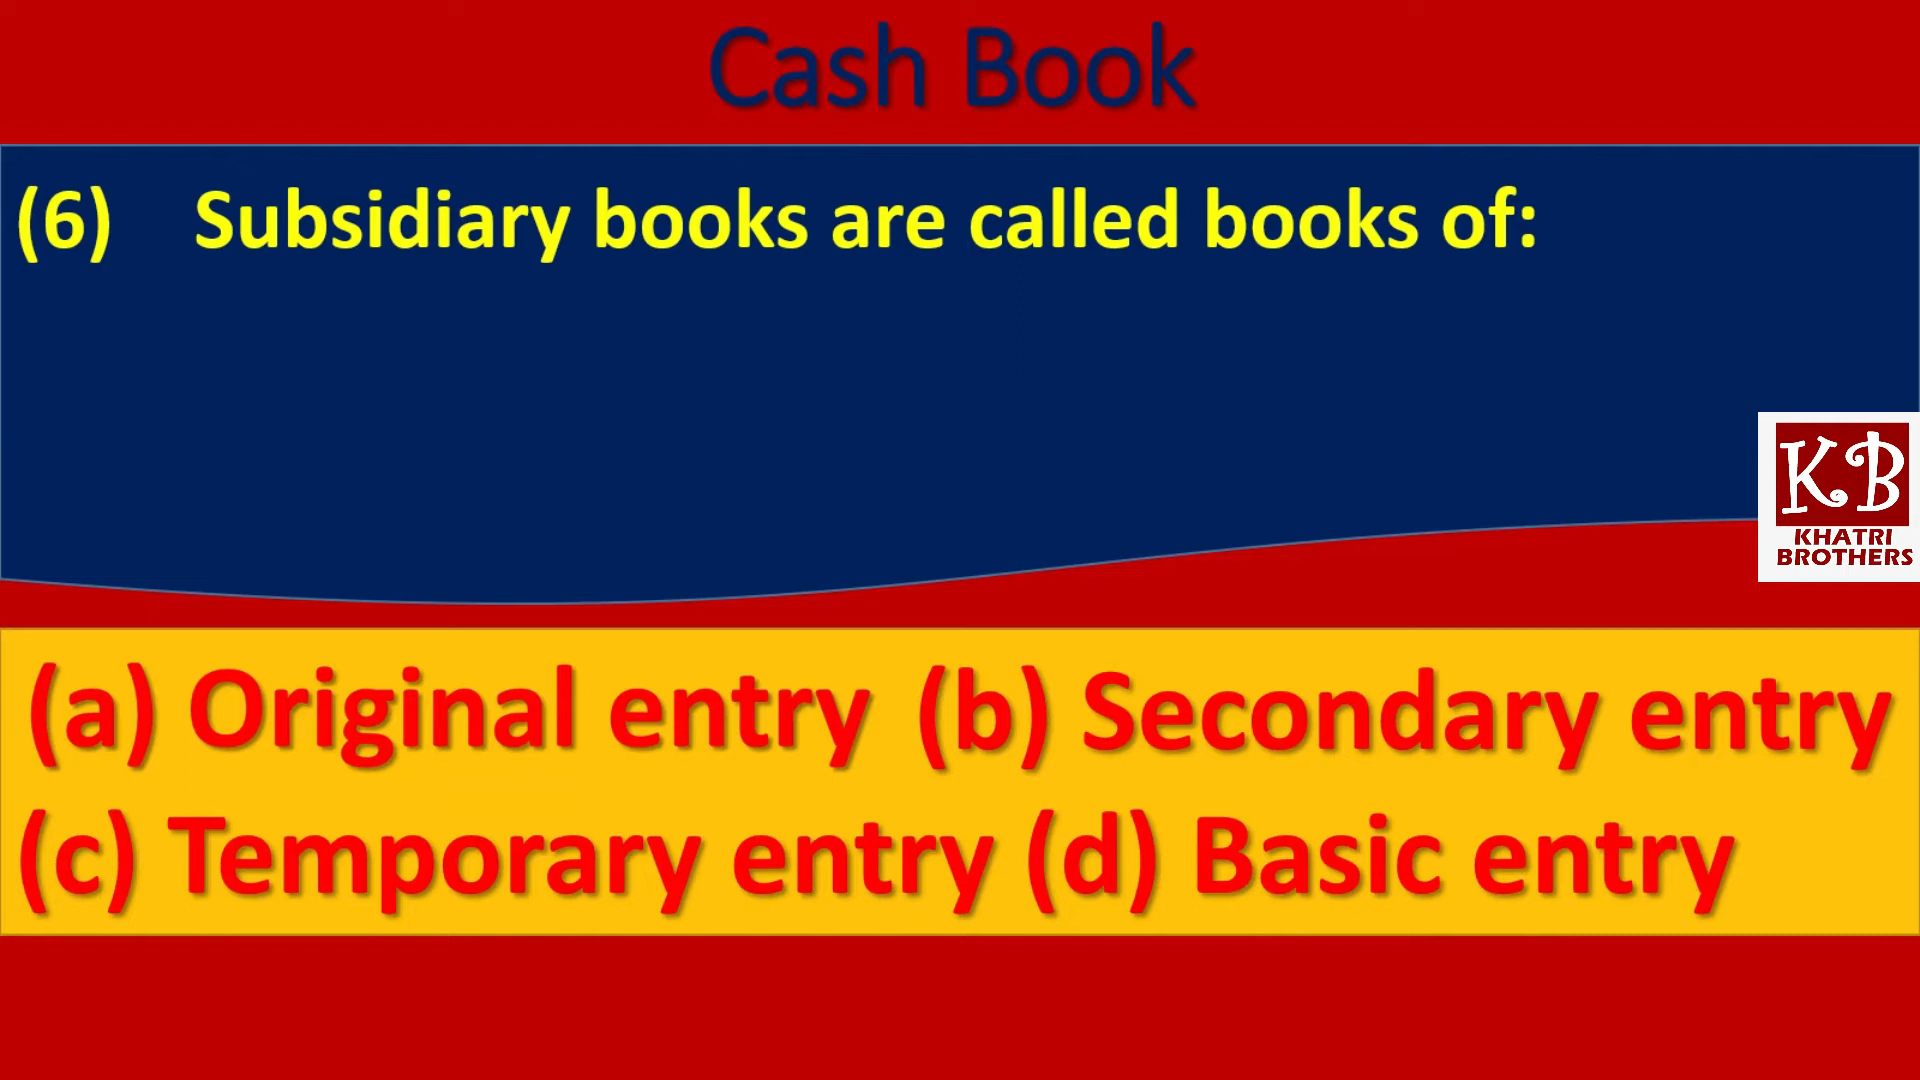 Cash Book
(6) Subsidiary books are called books of:
KB
KHATRI
BROTHERS
(a) Original entry (b) Secondary entry
(c) Temporary entry (d) Basic entry